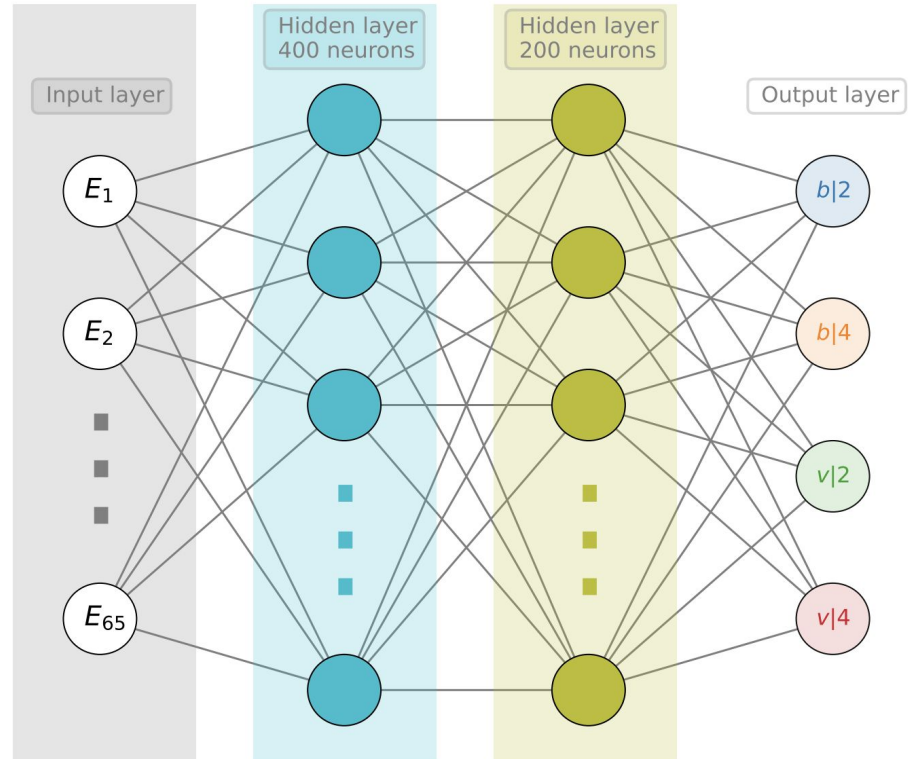 Hidden layer
400 neurons
Hidden layer
200 neurons
Input layer
Output layer
E₁
E₂
E₆₅
b|2
b|4
v|2
v|4